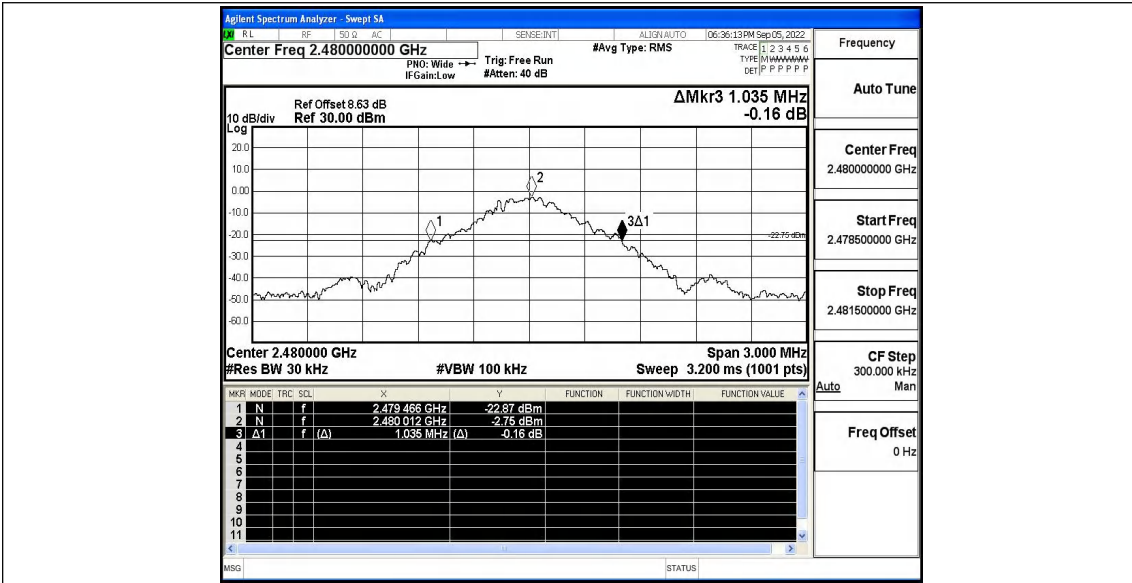 Agilent Spectrum Analyzer - Swept SA
LXI RL RF 50 Ω AC SENSE:INT ALIGN AUTO 06:36:13 PM Sep 05, 2022
Center Freq 2.480000000 GHz
PNO: Wide
IFGain:Low
Trig: Free Run
#Atten: 40 dB
#Avg Type: RMS
TRACE 1 2 3 4 5 6
TYPE M WWWWW
DET P P P P P P
Ref Offset 8.63 dB
10 dB/div Ref 30.00 dBm
Log
ΔMkr3 1.035 MHz
-0.16 dB
20.0
10.0
0.00
-10.0
-20.0
-30.0
-40.0
-50.0
-60.0
1
2
3Δ1
-22.75 dBm
Center 2.480000 GHz Span 3.000 MHz
#Res BW 30 kHz #VBW 100 kHz Sweep 3.200 ms (1001 pts)
MKR MODE TRC SCL X Y FUNCTION FUNCTION WIDTH FUNCTION VALUE
1 N f 2.479 466 GHz -22.87 dBm
2 N f 2.480 012 GHz -2.75 dBm
3 Δ1 f (Δ) 1.035 MHz (Δ) -0.16 dB
4
5
6
7
8
9
10
11
MSG STATUS
Frequency
Auto Tune
Center Freq
2.480000000 GHz
Start Freq
2.478500000 GHz
Stop Freq
2.481500000 GHz
CF Step
300.000 kHz
Auto Man
Freq Offset
0 Hz